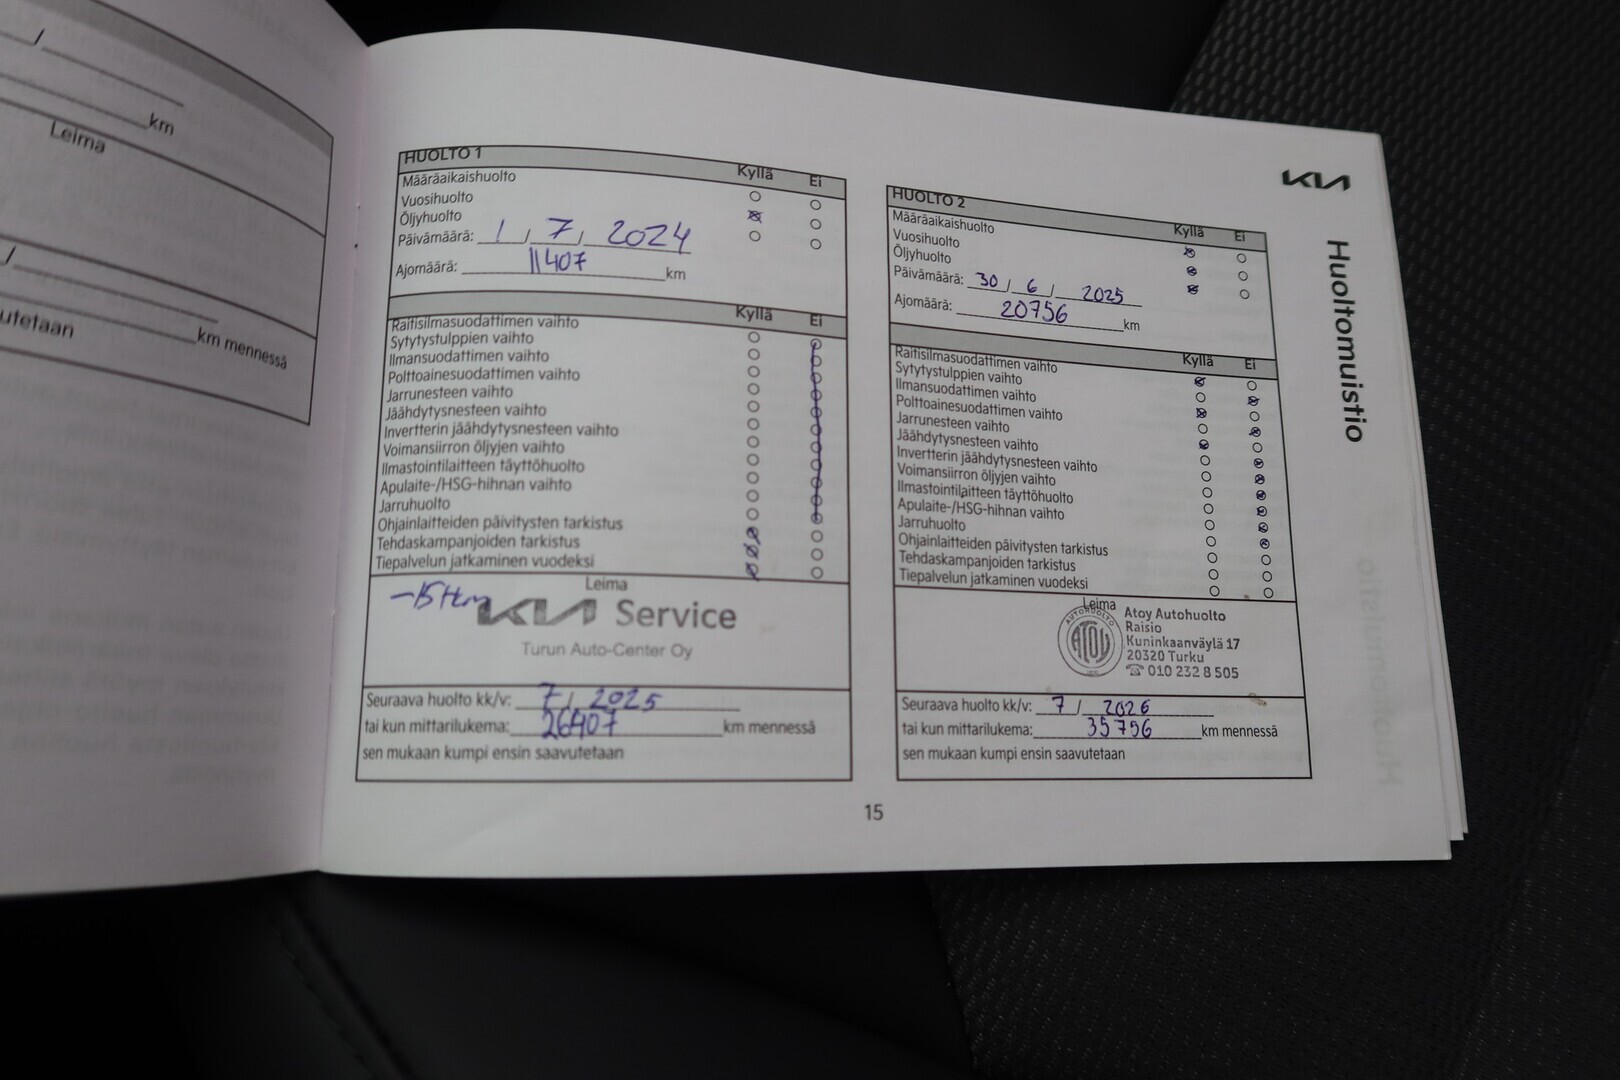 /
km
Leima
/
km mennessä
utetaan
HUOLTO 1
Kyllä Ei
Määräaikaishuolto
Vuosihuolto
Öljyhuolto
Päivämäärä: 1 / 7 / 2024
Ajomäärä: 11407 km
Kyllä Ei
Raitisilmasuodattimen vaihto
Sytytystulppien vaihto
Ilmansuodattimen vaihto
Polttoainesuodattimen vaihto
Jarrunesteen vaihto
Jäähdytysnesteen vaihto
Invertterin jäähdytysnesteen vaihto
Voimansiirron öljyjen vaihto
Ilmastointilaitteen täyttöhuolto
Apulaite-/HSG-hihnan vaihto
Jarruhuolto
Ohjainlaitteiden päivitysten tarkistus
Tehdaskampanjoiden tarkistus
Tiepalvelun jatkaminen vuodeksi
Leima
KIA Service
Turun Auto-Center Oy
Seuraava huolto kk/v: 7 / 2025
tai kun mittarilukema: 26407 km mennessä
sen mukaan kumpi ensin saavutetaan
HUOLTO 2
Kyllä Ei
Määräaikaishuolto
Vuosihuolto
Öljyhuolto
Päivämäärä: 30 / 6 / 2025
Ajomäärä: 20756 km
Kyllä Ei
Raitisilmasuodattimen vaihto
Sytytystulppien vaihto
Ilmansuodattimen vaihto
Polttoainesuodattimen vaihto
Jarrunesteen vaihto
Jäähdytysnesteen vaihto
Invertterin jäähdytysnesteen vaihto
Voimansiirron öljyjen vaihto
Ilmastointilaitteen täyttöhuolto
Apulaite-/HSG-hihnan vaihto
Jarruhuolto
Ohjainlaitteiden päivitysten tarkistus
Tehdaskampanjoiden tarkistus
Tiepalvelun jatkaminen vuodeksi
Leima
AUTOHUOLTO
ATOY
Atoy Autohuolto
Raisio
Kuninkaanväylä 17
20320 Turku
☎ 010 232 8 505
Seuraava huolto kk/v: 7 / 2026
tai kun mittarilukema: 35756 km mennessä
sen mukaan kumpi ensin saavutetaan
KIA
Huoltomuistio
15